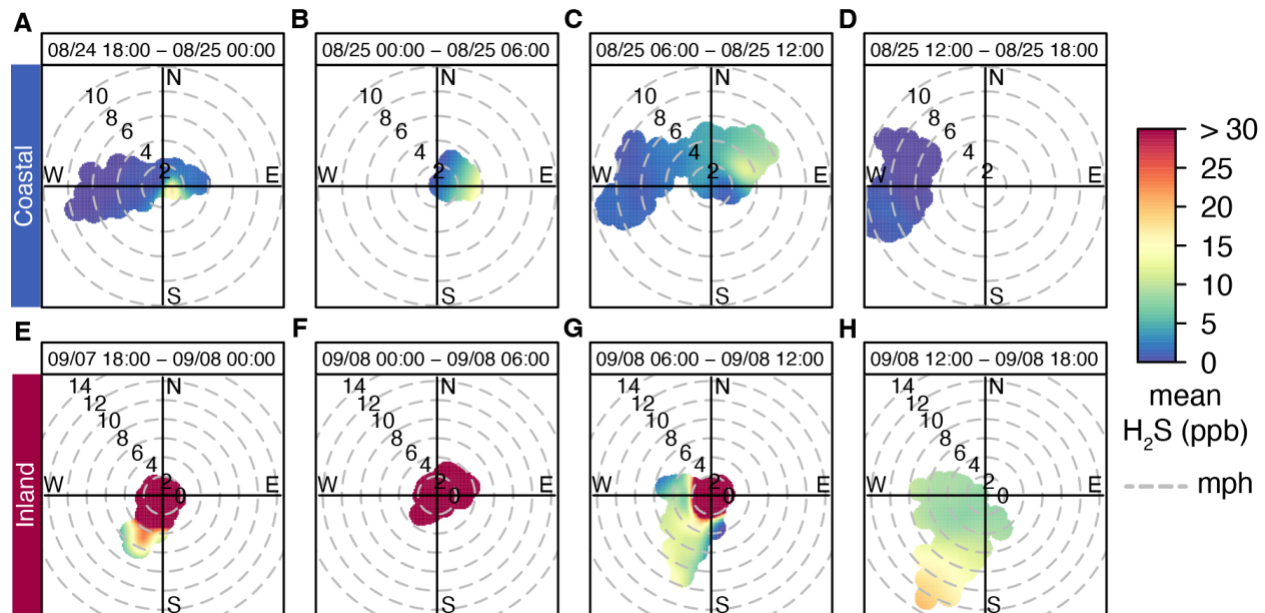 A
B
C
D
08/24 18:00 – 08/25 00:00
08/25 00:00 – 08/25 06:00
08/25 06:00 – 08/25 12:00
08/25 12:00 – 08/25 18:00
Coastal
N
10
8
6
4
2
W
E
S
N
10
8
6
4
2
W
E
S
N
10
8
6
4
2
W
E
S
N
10
8
6
4
2
W
E
S
> 30
25
20
15
10
5
0
mean
H₂S (ppb)
mph
E
F
G
H
09/07 18:00 – 09/08 00:00
09/08 00:00 – 09/08 06:00
09/08 06:00 – 09/08 12:00
09/08 12:00 – 09/08 18:00
Inland
N
14
12
10
8
6
4
2
0
W
E
S
N
14
12
10
8
6
4
2
0
W
E
S
N
14
12
10
8
6
4
2
0
W
E
S
N
14
12
10
8
6
4
2
0
W
E
S